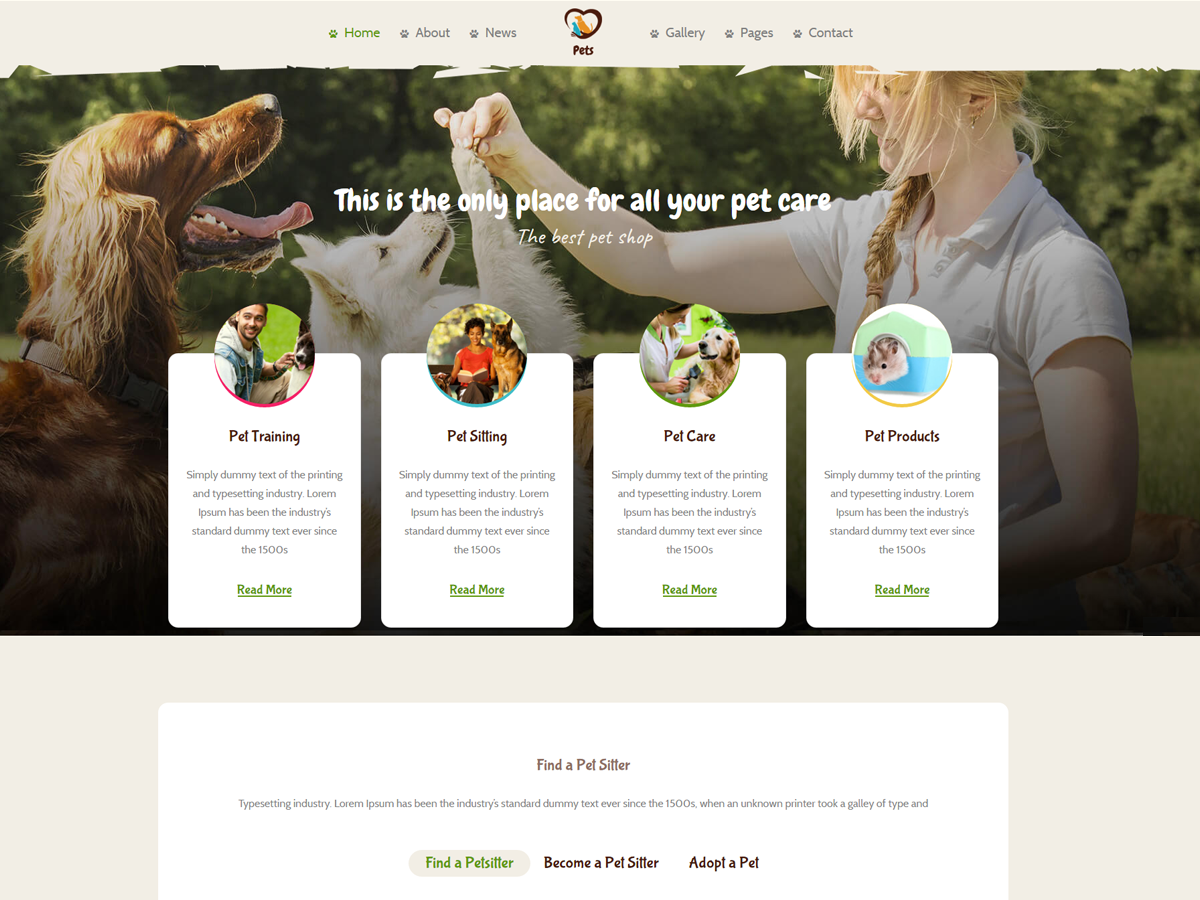 Home About News Pets Gallery Pages Contact
This is the only place for all your pet care
The best pet shop
Pet Training
Simply dummy text of the printing
and typesetting industry. Lorem
Ipsum has been the industry's
standard dummy text ever since
the 1500s
Read More
Pet Sitting
Simply dummy text of the printing
and typesetting industry. Lorem
Ipsum has been the industry's
standard dummy text ever since
the 1500s
Read More
Pet Care
Simply dummy text of the printing
and typesetting industry. Lorem
Ipsum has been the industry's
standard dummy text ever since
the 1500s
Read More
Pet Products
Simply dummy text of the printing
and typesetting industry. Lorem
Ipsum has been the industry's
standard dummy text ever since
the 1500s
Read More
Find a Pet Sitter
Typesetting industry. Lorem Ipsum has been the industry's standard dummy text ever since the 1500s, when an unknown printer took a galley of type and
Find a Petsitter Become a Pet Sitter Adopt a Pet